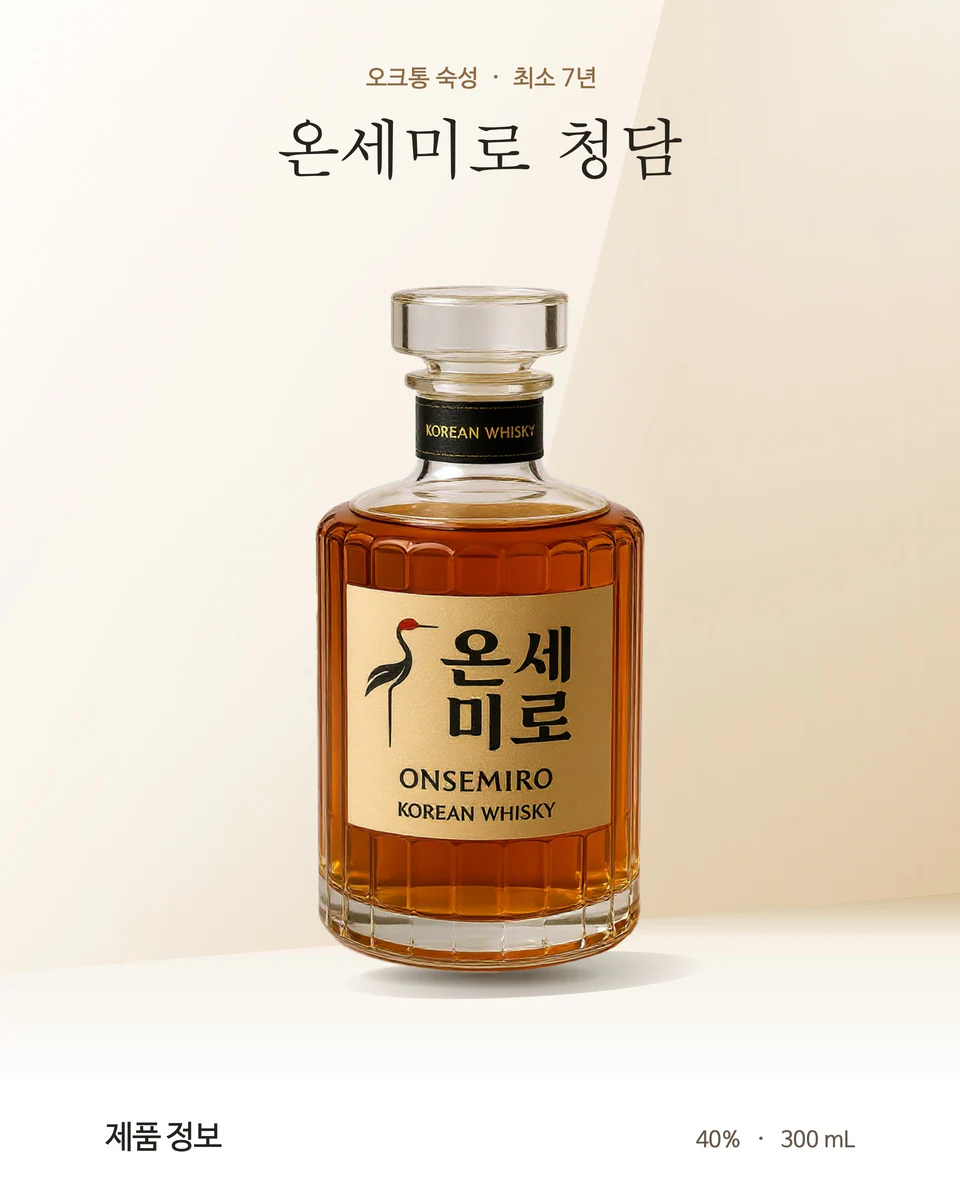 오크통 숙성 · 최소 7년
온세미로 청담
KOREAN WHISKY
온세
미로
ONSEMIRO
KOREAN WHISKY
제품 정보
40% · 300 mL